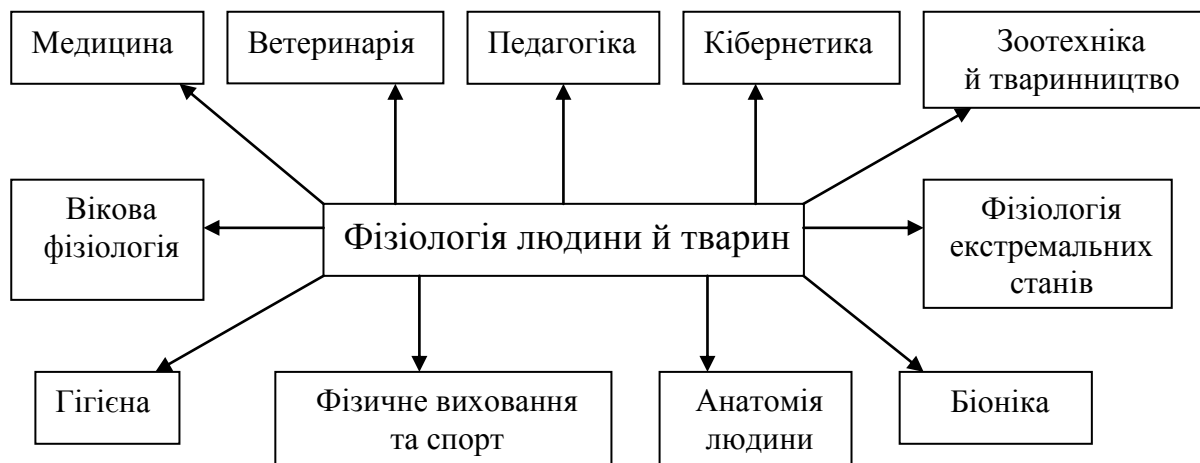 Медицина
Ветеринарія
Педагогіка
Кібернетика
Зоотехніка
й тваринництво
Вікова
фізіологія
Фізіологія людини й тварин
Фізіологія
екстремальних
станів
Гігієна
Фізичне виховання
та спорт
Анатомія
людини
Біоніка